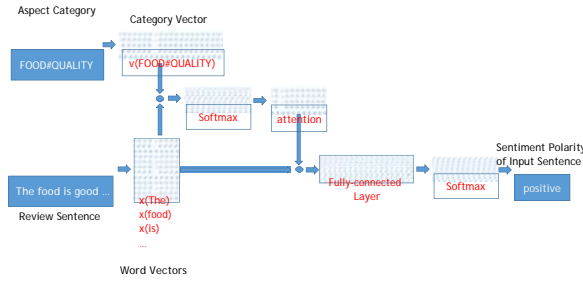 Aspect Category
Category Vector
FOOD#QUALITY
v(FOOD#QUALITY)
Softmax
attention
Sentiment Polarity
of Input Sentence
The food is good ...
Fully-connected
Layer
Softmax
positive
Review Sentence
x(The)
x(food)
x(is)
...
Word Vectors